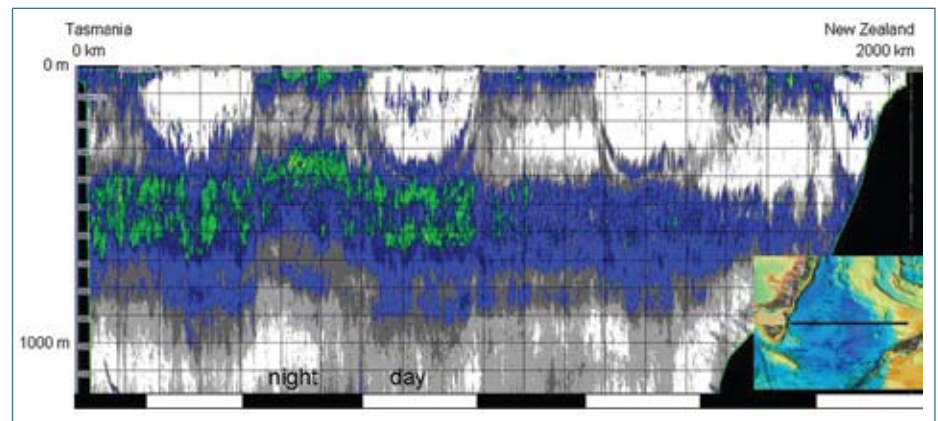 Tasmania
0 km
New Zealand
2000 km
0 m
1000 m
night
day